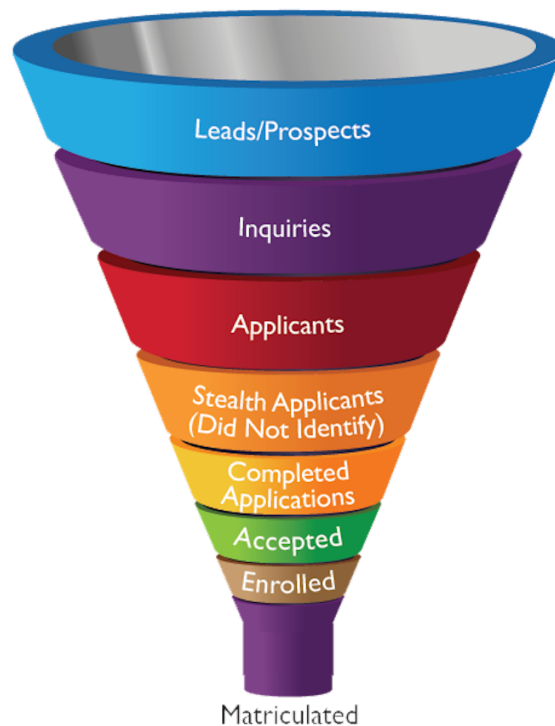 Leads/Prospects
Inquiries
Applicants
Stealth Applicants
(Did Not Identify)
Completed
Applications
Accepted
Enrolled
Matriculated